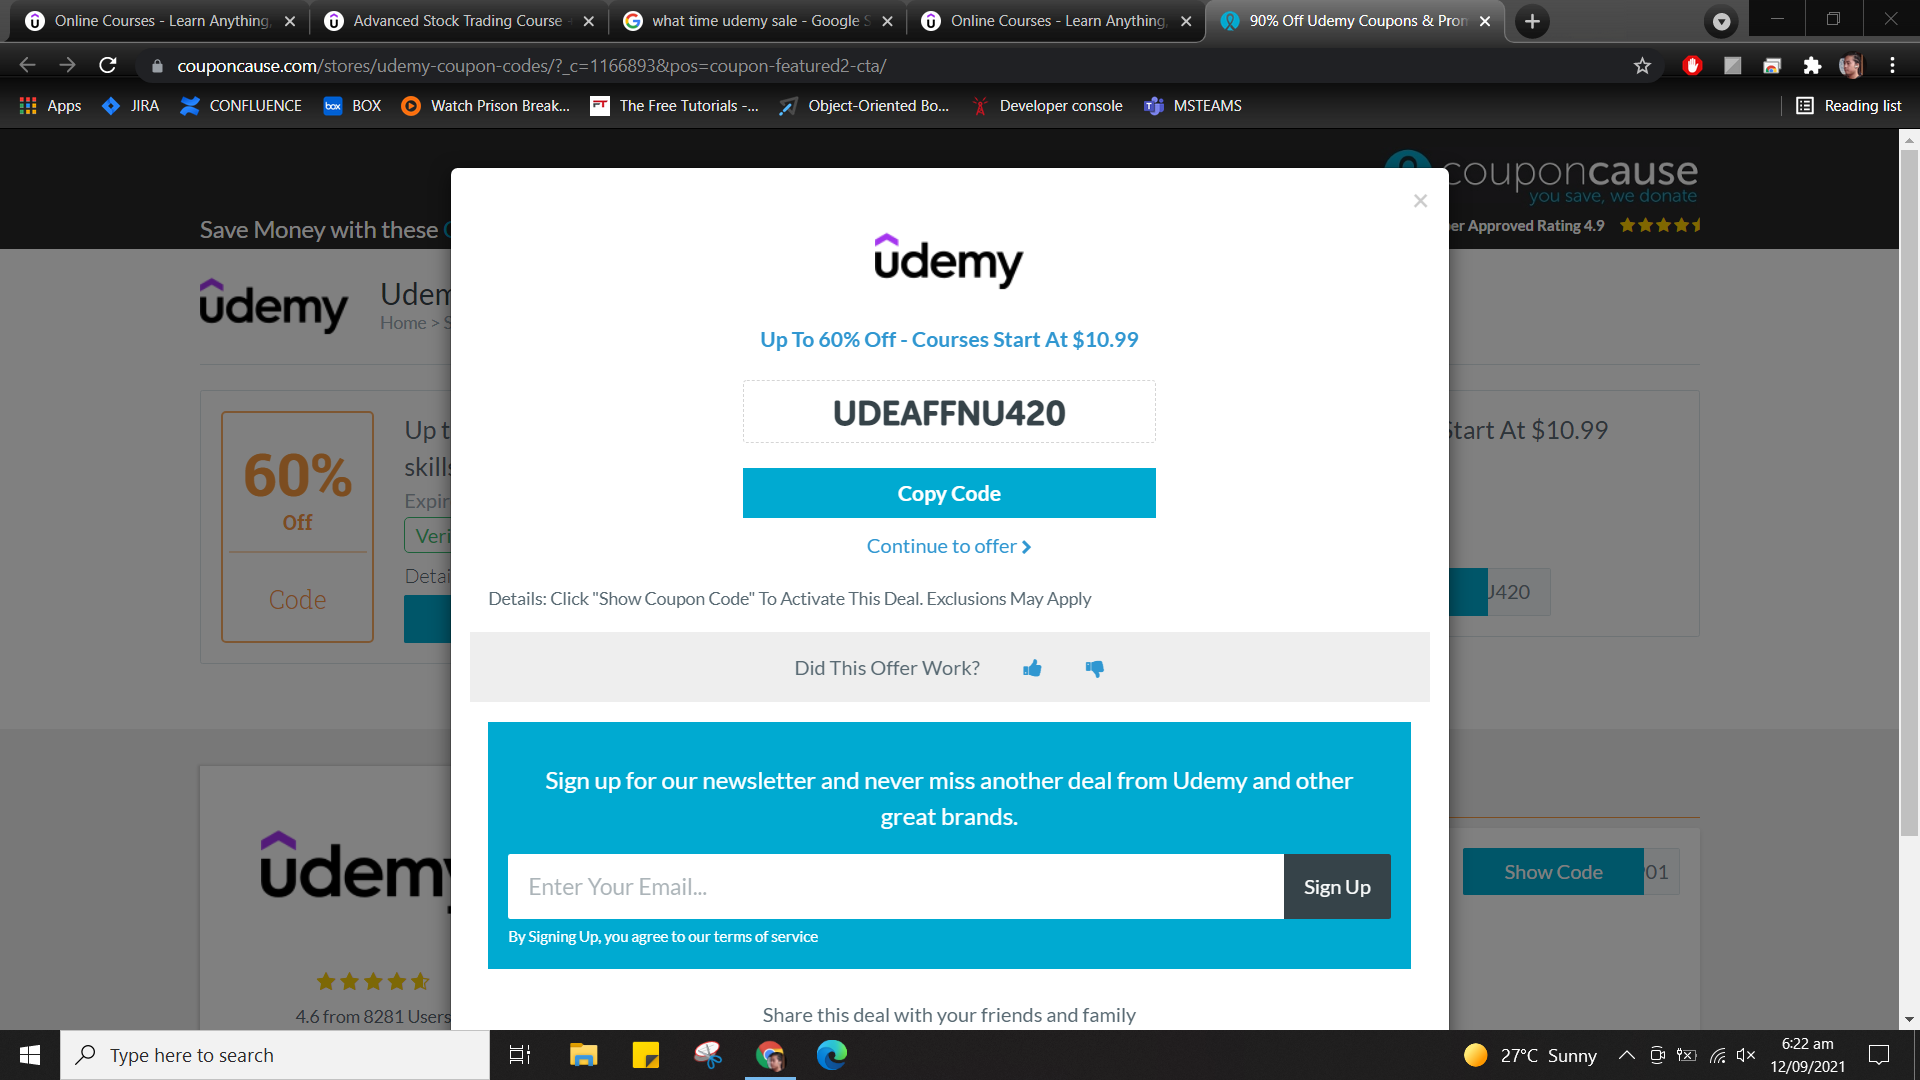 Online Courses - Learn Anything,
Advanced Stock Trading Course
what time udemy sale - Google S
Online Courses - Learn Anything,
90% Off Udemy Coupons & Prom
couponcause.com/stores/udemy-coupon-codes/?_c=1166893&pos=coupon-featured2-cta/
Apps
JIRA
CONFLUENCE
box
BOX
Watch Prison Break...
FT
The Free Tutorials -...
Object-Oriented Bo...
Developer console
MSTEAMS
Reading list
couponcause
you save, we donate
Save Money with these
er Approved Rating 4.9
udemy
Udem
Home > S
udemy
Up To 60% Off - Courses Start At $10.99
UDEAFFNU420
Copy Code
Continue to offer
Details: Click "Show Coupon Code" To Activate This Deal. Exclusions May Apply
Did This Offer Work?
60%
Off
Code
Up t
skills
Expir
Veri
Detai
Start At $10.99
U420
Sign up for our newsletter and never miss another deal from Udemy and other
great brands.
Enter Your Email...
Sign Up
By Signing Up, you agree to our terms of service
Share this deal with your friends and family
udemy
4.6 from 8281 Users
Show Code
01
Type here to search
27°C Sunny
6:22 am
12/09/2021